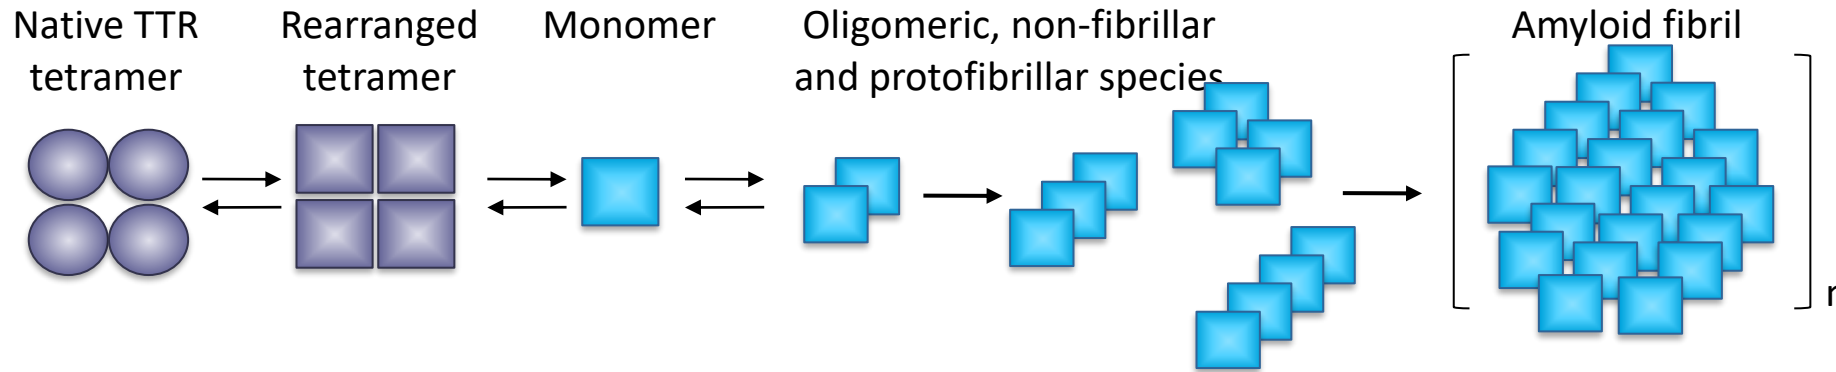 Native TTR
tetramer
Rearranged
tetramer
Monomer
Oligomeric, non-fibrillar
and protofibrillar species
Amyloid fibril